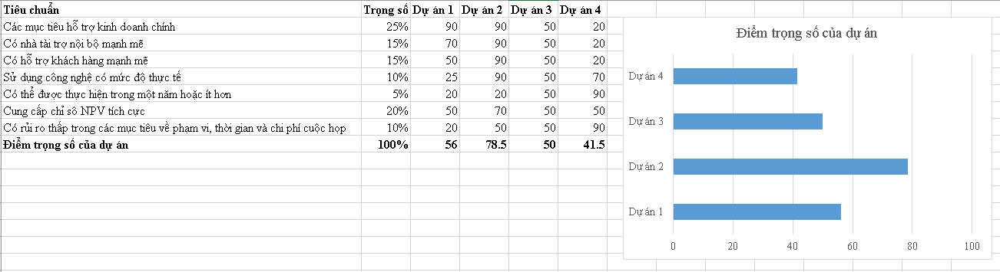 Tiêu chuẩn Trọng số Dự án 1 Dự án 2 Dự án 3 Dự án 4
Các mục tiêu hỗ trợ kinh doanh chính 25% 90 90 50 20
Có nhà tài trợ nội bộ mạnh mẽ 15% 70 90 50 20
Có hỗ trợ khách hàng mạnh mẽ 15% 50 90 50 20
Sử dụng công nghệ có mức độ thực tế 10% 25 90 50 70
Có thể được thực hiện trong một năm hoặc ít hơn 5% 20 20 50 90
Cung cấp chỉ số NPV tích cực 20% 50 70 50 50
Có rủi ro thấp trong các mục tiêu về phạm vi, thời gian và chi phí cuộc họp 10% 20 50 50 90
Điểm trọng số của dự án 100% 56 78.5 50 41.5
Điểm trọng số của dự án
Dự án 4
Dự án 3
Dự án 2
Dự án 1
0 20 40 60 80 100